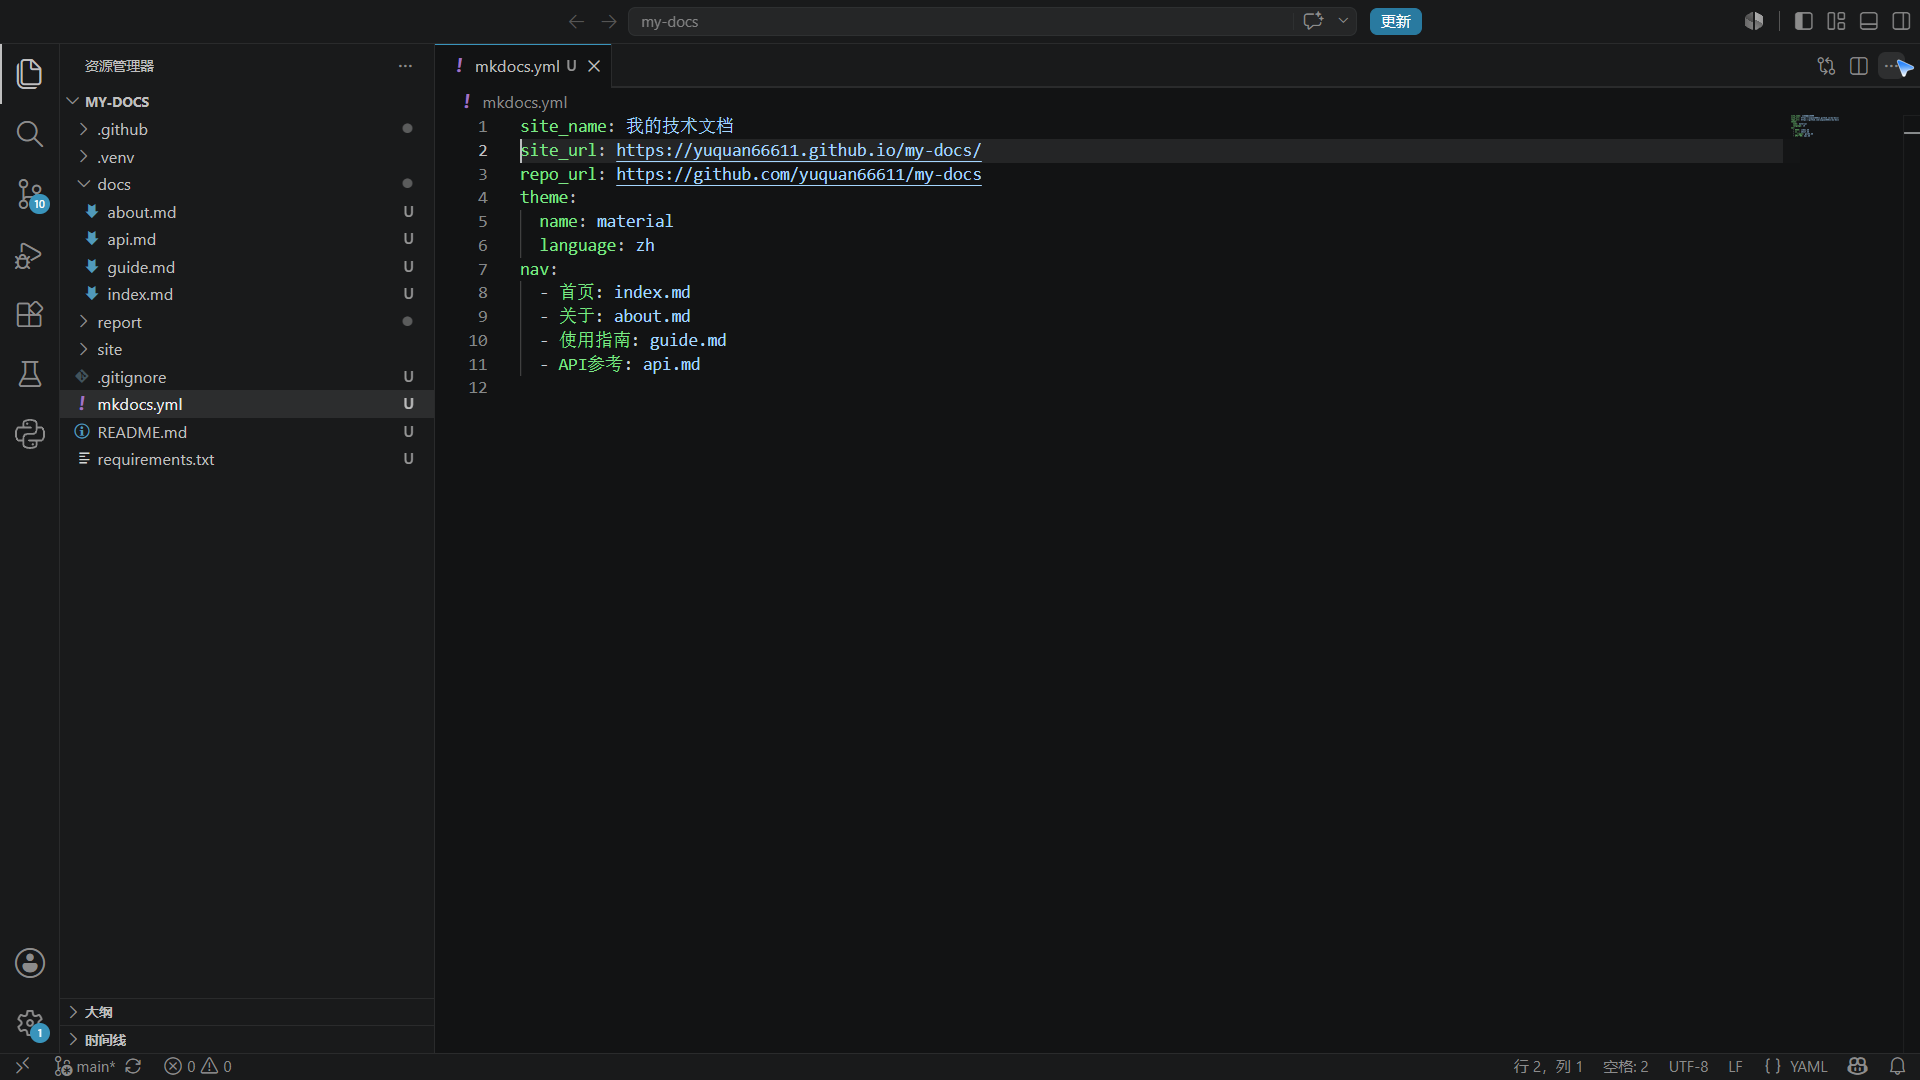 my-docs
更新
资源管理器
MY-DOCS
.github
.venv
docs
about.md U
api.md U
guide.md U
index.md U
report
site
.gitignore U
! mkdocs.yml U
README.md U
requirements.txt U
大纲
时间线
10
1
! mkdocs.yml U
! mkdocs.yml
1 site_name: 我的技术文档
2 site_url: https://yuquan66611.github.io/my-docs/
3 repo_url: https://github.com/yuquan66611/my-docs
4 theme:
5 name: material
6 language: zh
7 nav:
8 - 首页: index.md
9 - 关于: about.md
10 - 使用指南: guide.md
11 - API参考: api.md
12
main* 0 0
行 2，列 1 空格: 2 UTF-8 LF { } YAML